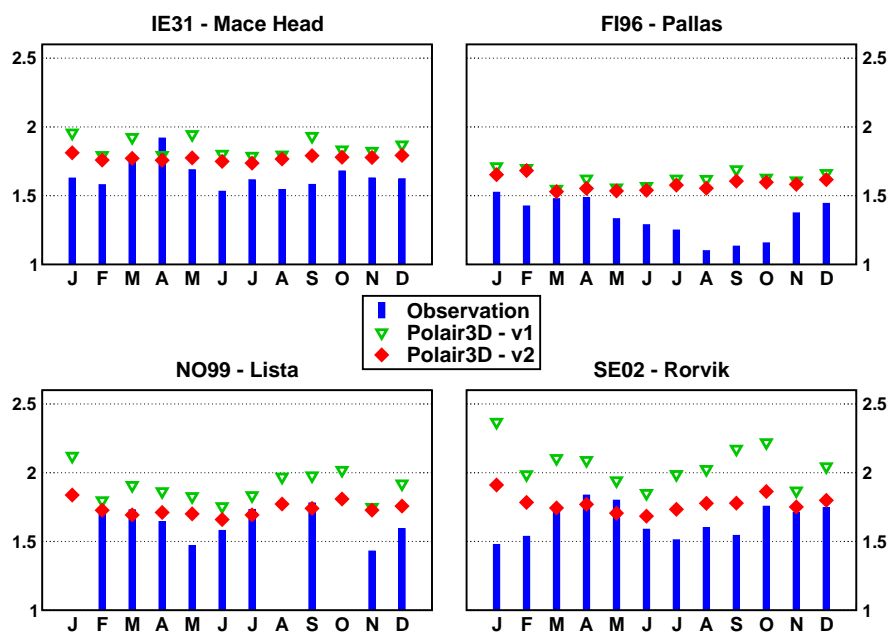 IE31 - Mace Head
FI96 - Pallas
2.5
2
1.5
1
J F M A M J J A S O N D
2.5
2
1.5
1
J F M A M J J A S O N D
Observation
Polair3D - v1
Polair3D - v2
NO99 - Lista
SE02 - Rorvik
2.5
2
1.5
1
J F M A M J J A S O N D
2.5
2
1.5
1
J F M A M J J A S O N D